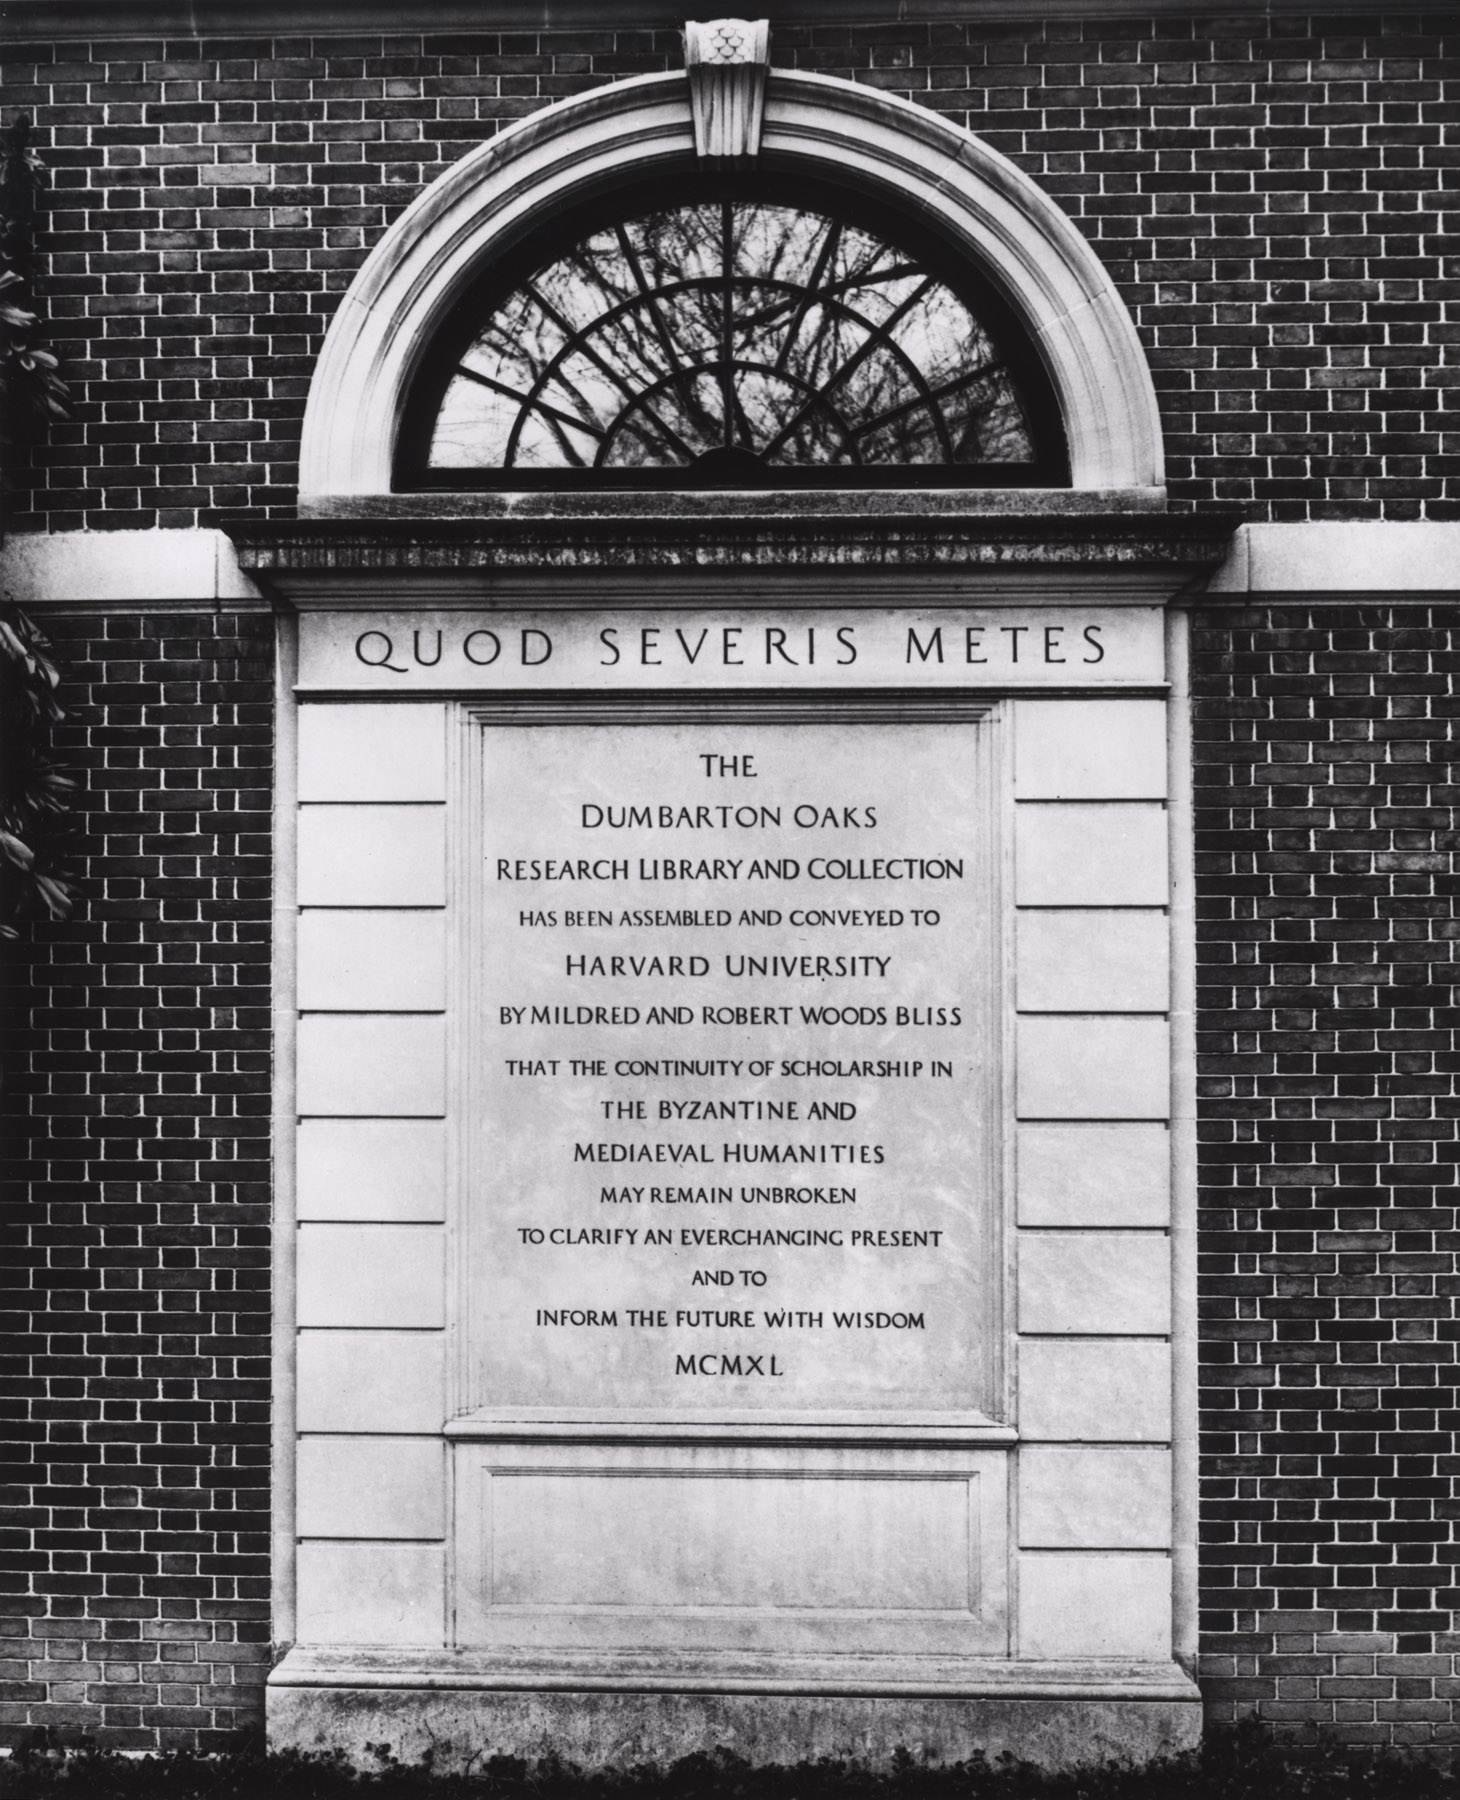 QUOD SEVERIS METES
THE
DUMBARTON OAKS
RESEARCH LIBRARY AND COLLECTION
HAS BEEN ASSEMBLED AND CONVEYED TO
HARVARD UNIVERSITY
BY MILDRED AND ROBERT WOODS BLISS
THAT THE CONTINUITY OF SCHOLARSHIP IN
THE BYZANTINE AND
MEDIAEVAL HUMANITIES
MAY REMAIN UNBROKEN
TO CLARIFY AN EVERCHANGING PRESENT
AND TO
INFORM THE FUTURE WITH WISDOM
MCMXL